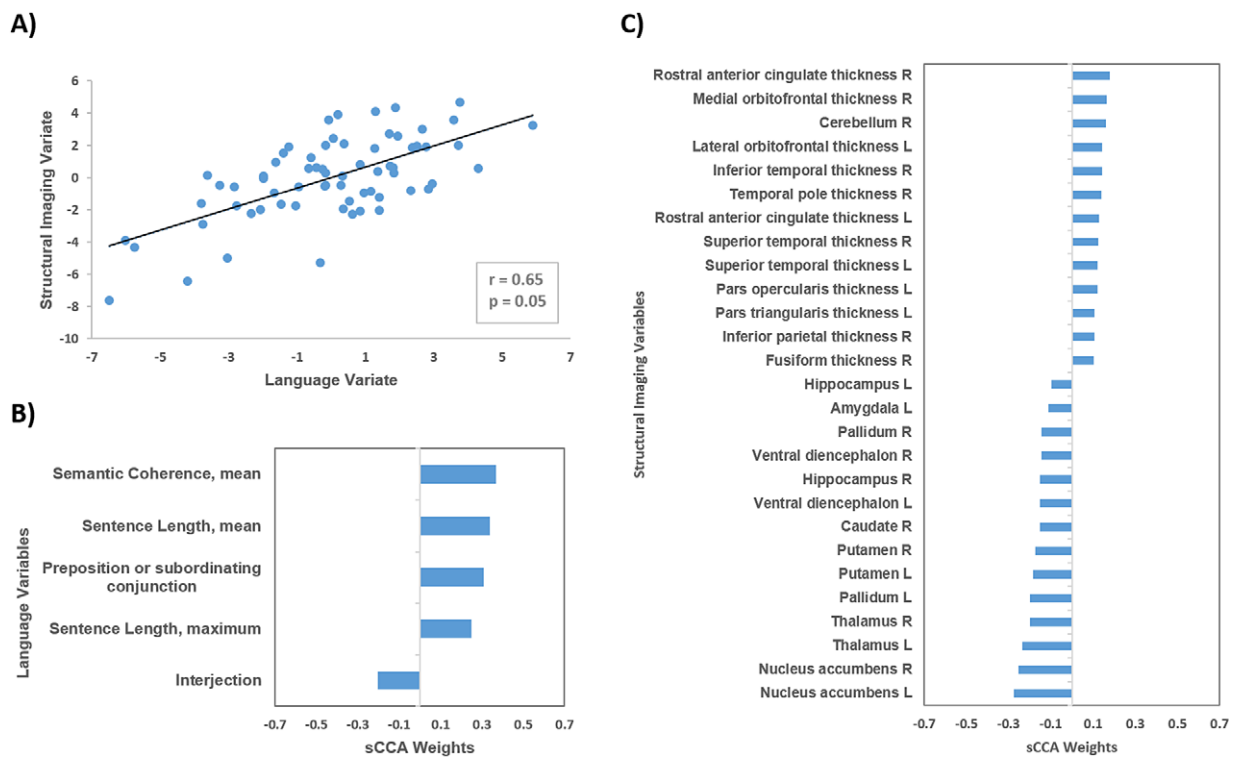 A)
Structural Imaging Variate
6
4
2
0
-2
-4
-6
-8
-10
r = 0.65
p = 0.05
-7 -5 -3 -1 1 3 5 7
Language Variate
B)
Language Variables
Semantic Coherence, mean
Sentence Length, mean
Preposition or subordinating
conjunction
Sentence Length, maximum
Interjection
-0.7 -0.5 -0.3 -0.1 0.1 0.3 0.5 0.7
sCCA Weights
C)
Structural Imaging Variables
Rostral anterior cingulate thickness R
Medial orbitofrontal thickness R
Cerebellum R
Lateral orbitofrontal thickness L
Inferior temporal thickness R
Temporal pole thickness R
Rostral anterior cingulate thickness L
Superior temporal thickness R
Superior temporal thickness L
Pars opercularis thickness L
Pars triangularis thickness L
Inferior parietal thickness R
Fusiform thickness R
Hippocampus L
Amygdala L
Pallidum R
Ventral diencephalon R
Hippocampus R
Ventral diencephalon L
Caudate R
Putamen R
Putamen L
Pallidum L
Thalamus R
Thalamus L
Nucleus accumbens R
Nucleus accumbens L
-0.7 -0.5 -0.3 -0.1 0.1 0.3 0.5 0.7
sCCA Weights